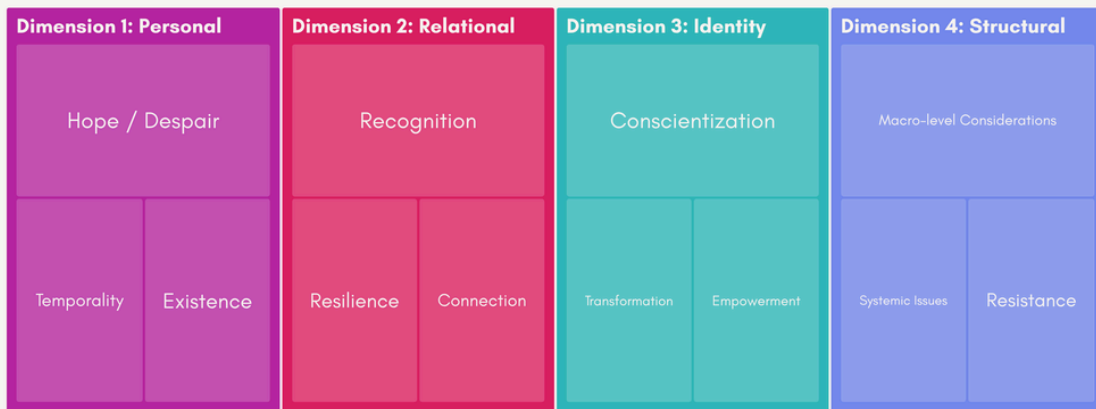 Dimension 1: Personal
Hope / Despair
Temporality
Existence
Dimension 2: Relational
Recognition
Resilience
Connection
Dimension 3: Identity
Conscientization
Transformation
Empowerment
Dimension 4: Structural
Macro-level Considerations
Systemic Issues
Resistance